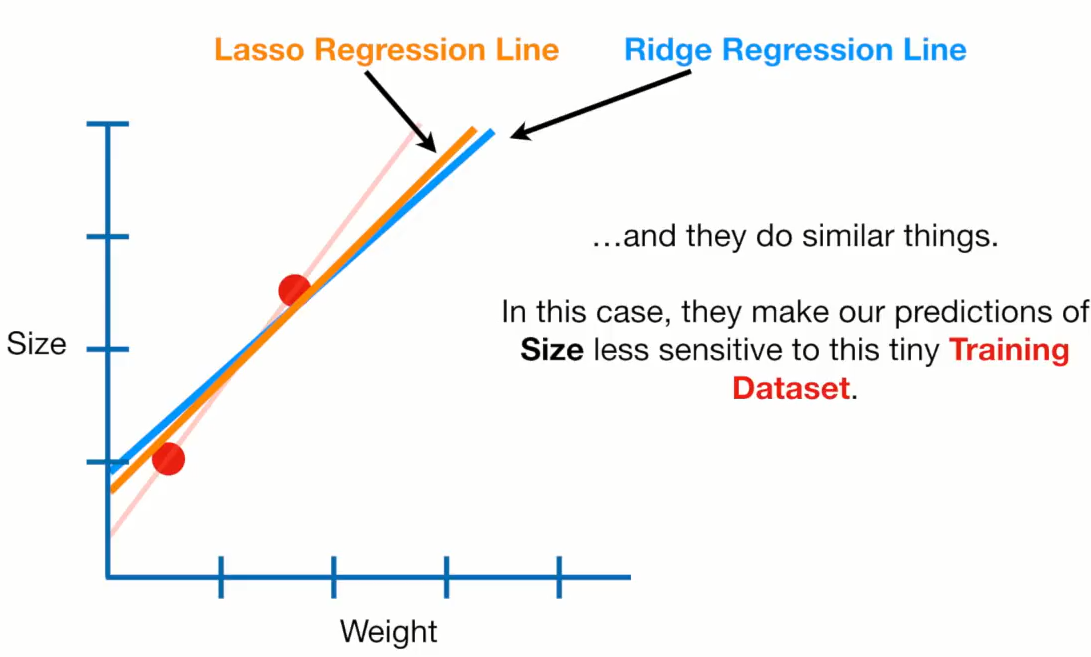 Lasso Regression Line
Ridge Regression Line
…and they do similar things.
In this case, they make our predictions of
Size less sensitive to this tiny Training
Dataset.
Size
Weight